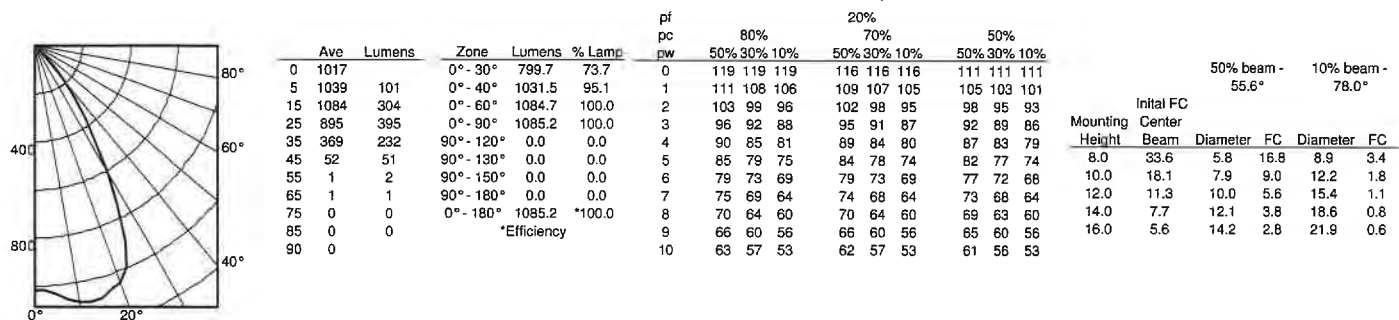 80°
60°
40°
400
800
0° 20°
Ave Lumens
0 1017
5 1039 101
15 1084 304
25 895 395
35 369 232
45 52 51
55 1 2
65 1 1
75 0 0
85 0 0
90 0
Zone Lumens % Lamp
0° - 30° 799.7 73.7
0° - 40° 1031.5 95.1
0° - 60° 1084.7 100.0
0° - 90° 1085.2 100.0
90° - 120° 0.0 0.0
90° - 130° 0.0 0.0
90° - 150° 0.0 0.0
90° - 180° 0.0 0.0
0° - 180° 1085.2 *100.0
*Efficiency
pf 20%
pc 80% 70% 50%
pw 50% 30% 10% 50% 30% 10% 50% 30% 10%
0 119 119 119 116 116 116 111 111 111
1 111 108 106 109 107 105 105 103 101
2 103 99 96 102 98 95 98 95 93
3 96 92 88 95 91 87 92 89 86
4 90 85 81 89 84 80 87 83 79
5 85 79 75 84 78 74 82 77 74
6 79 73 69 79 73 69 77 72 68
7 75 69 64 74 68 64 73 68 64
8 70 64 60 70 64 60 69 63 60
9 66 60 56 66 60 56 65 60 56
10 63 57 53 62 57 53 61 56 53
50% beam - 10% beam -
55.6° 78.0°
Inital FC
Mounting Center
Height Beam Diameter FC Diameter FC
8.0 33.6 5.8 16.8 8.9 3.4
10.0 18.1 7.9 9.0 12.2 1.8
12.0 11.3 10.0 5.6 15.4 1.1
14.0 7.7 12.1 3.8 18.6 0.8
16.0 5.6 14.2 2.8 21.9 0.6